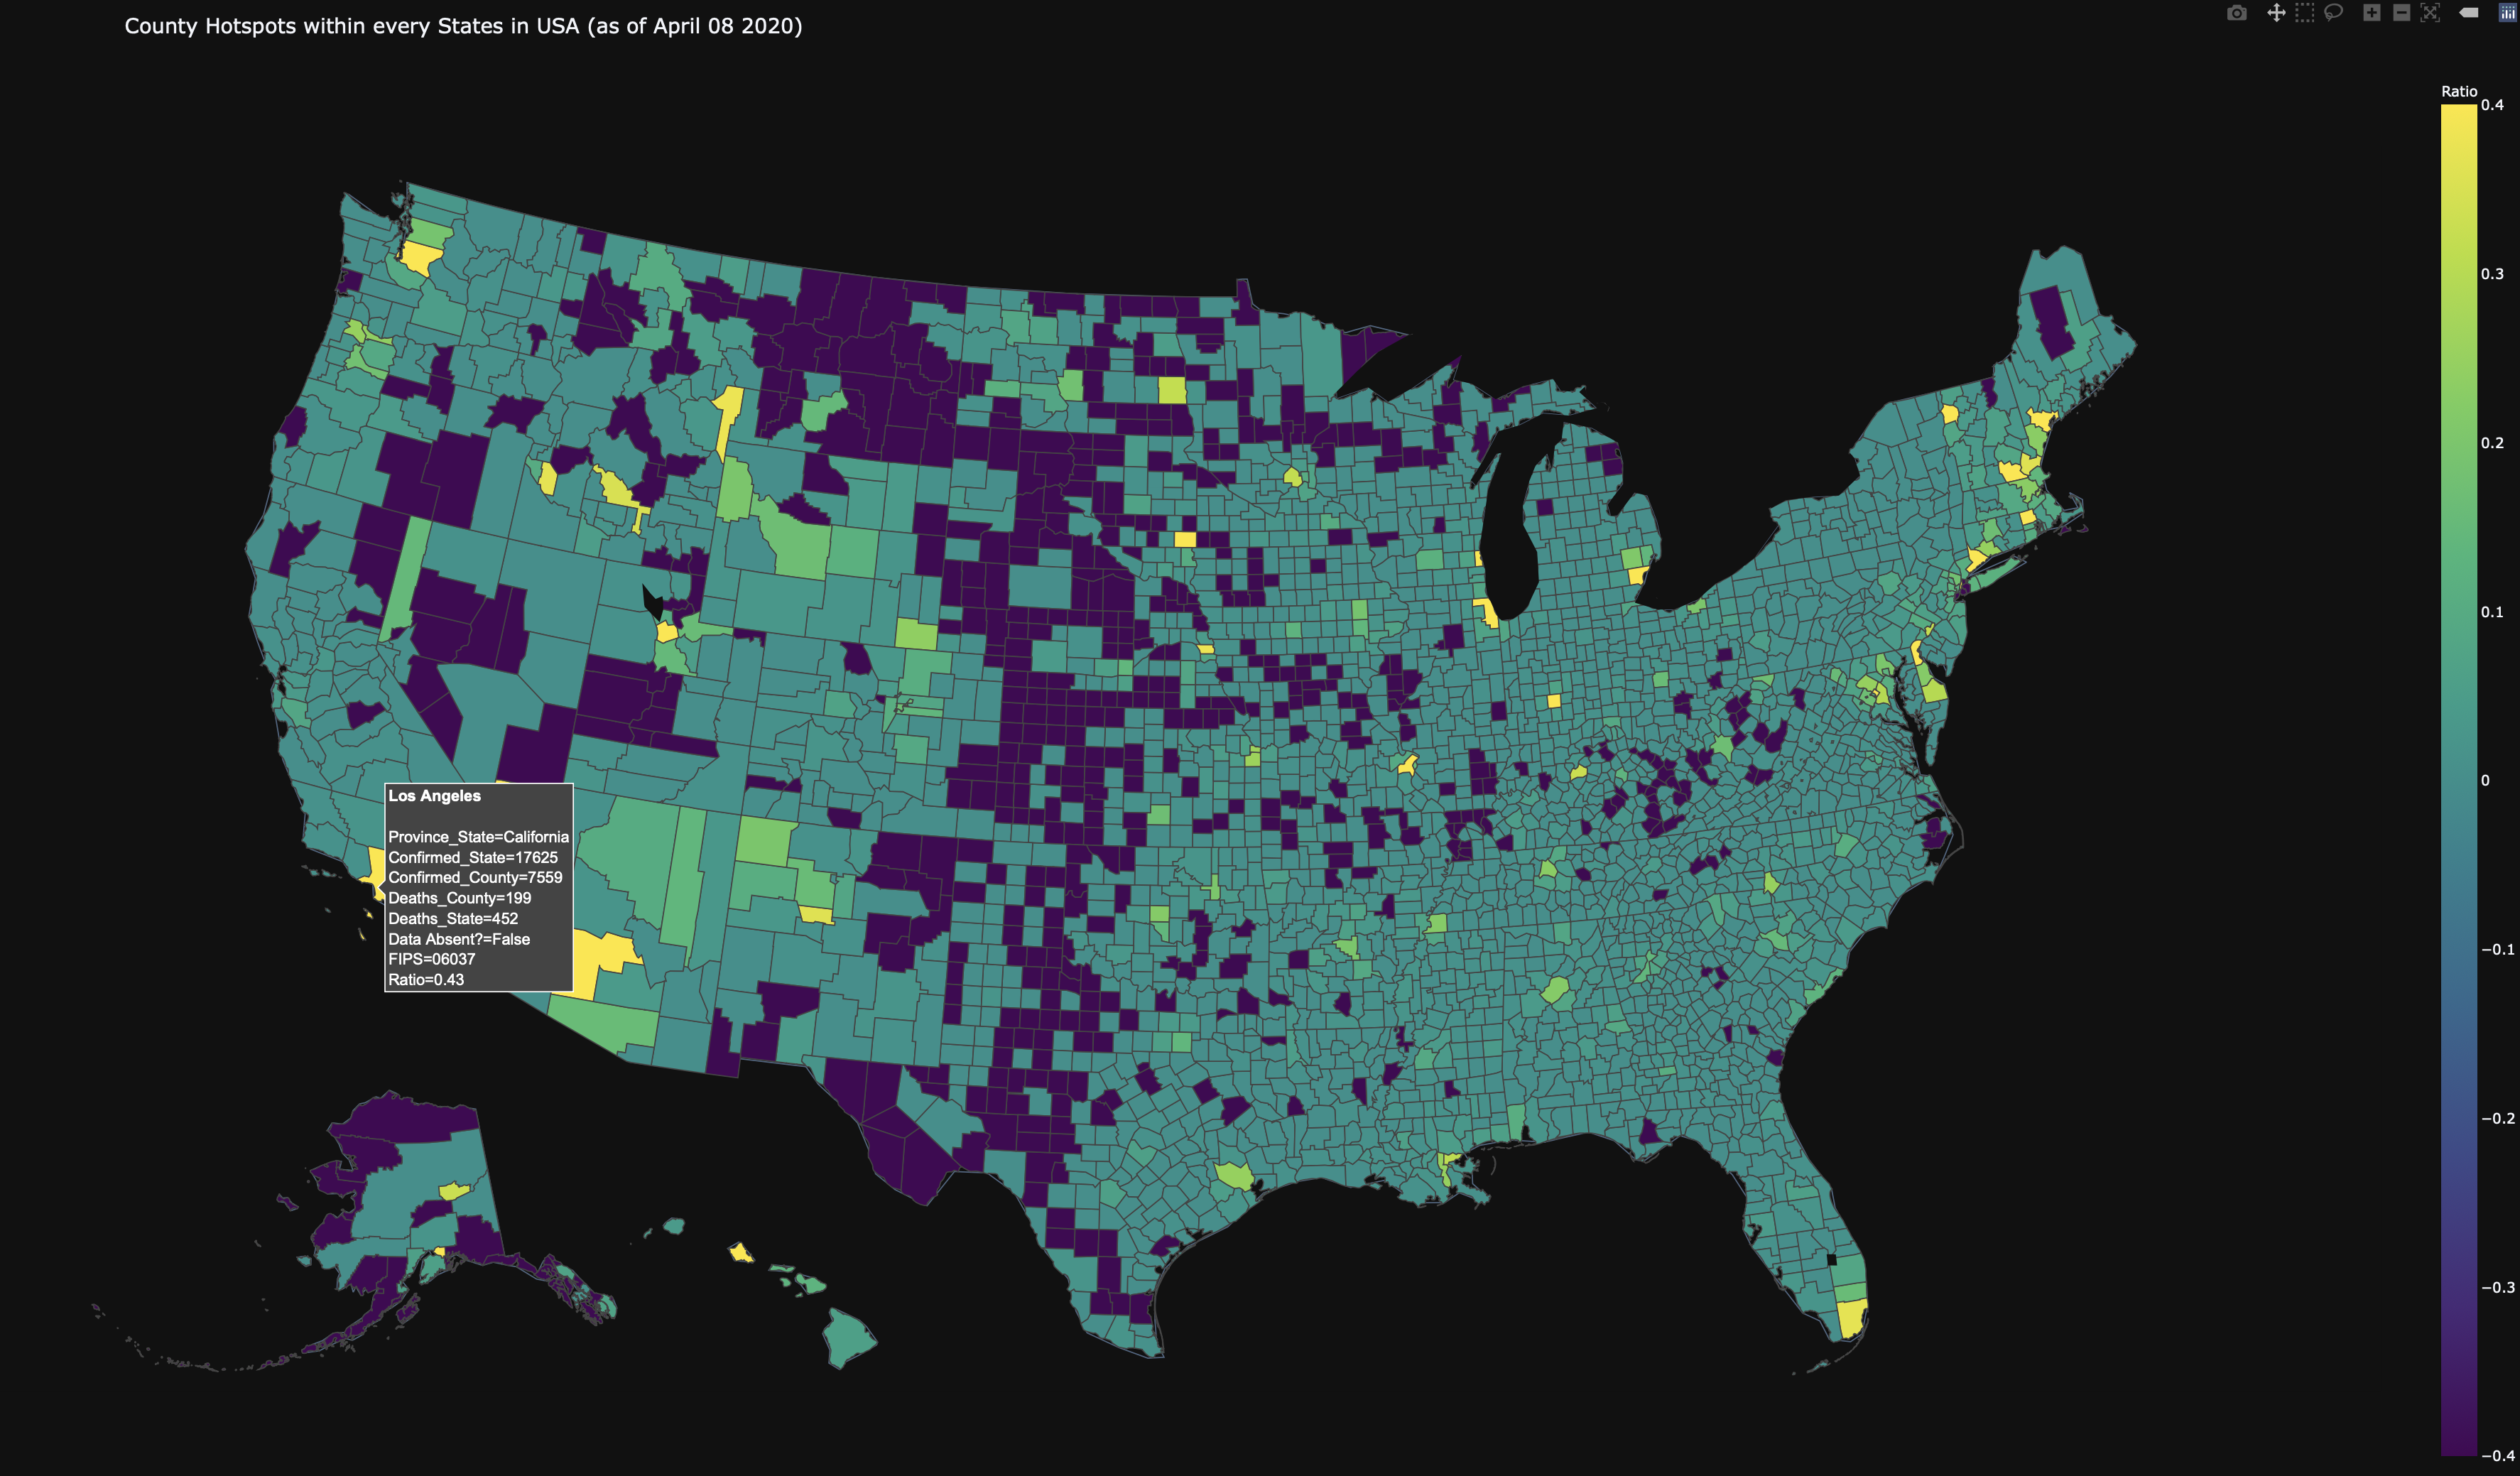 County Hotspots within every States in USA (as of April 08 2020)
Ratio
0.4
0.3
0.2
0.1
0
−0.1
−0.2
−0.3
−0.4
Los Angeles
Province_State=California
Confirmed_State=17625
Confirmed_County=7559
Deaths_County=199
Deaths_State=452
Data Absent?=False
FIPS=06037
Ratio=0.43